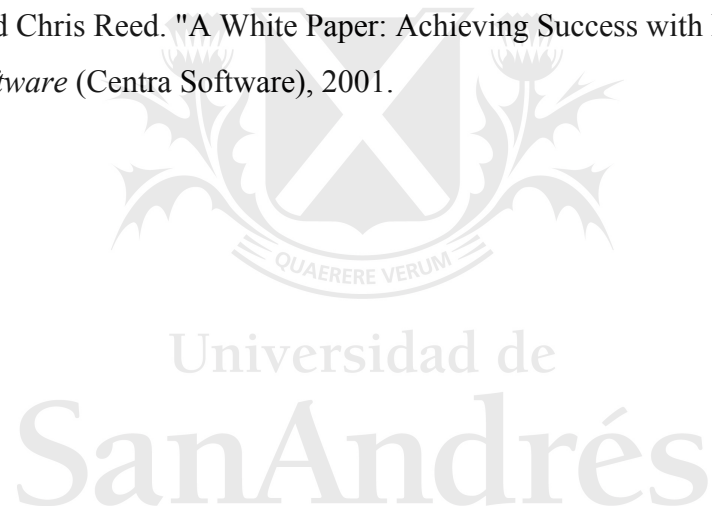 d Chris Reed. "A White Paper: Achieving Success with
tware (Centra Software), 2001.
QUAERERE VERUM
Universidad de
SanAndrés